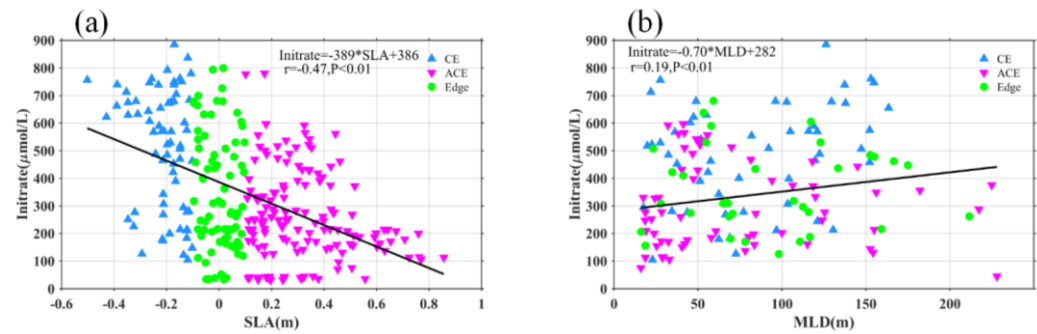 (a)
Initrate=-389*SLA+386
r=-0.47,P<0.01
CE
ACE
Edge
Initrate(μmol/L)
900
800
700
600
500
400
300
200
100
0
-0.6 -0.4 -0.2 0 0.2 0.4 0.6 0.8 1
SLA(m)
(b)
Initrate=-0.70*MLD+282
r=0.19,P<0.01
CE
ACE
Edge
Initrate(μmol/L)
900
800
700
600
500
400
300
200
100
0
0 50 100 150 200
MLD(m)